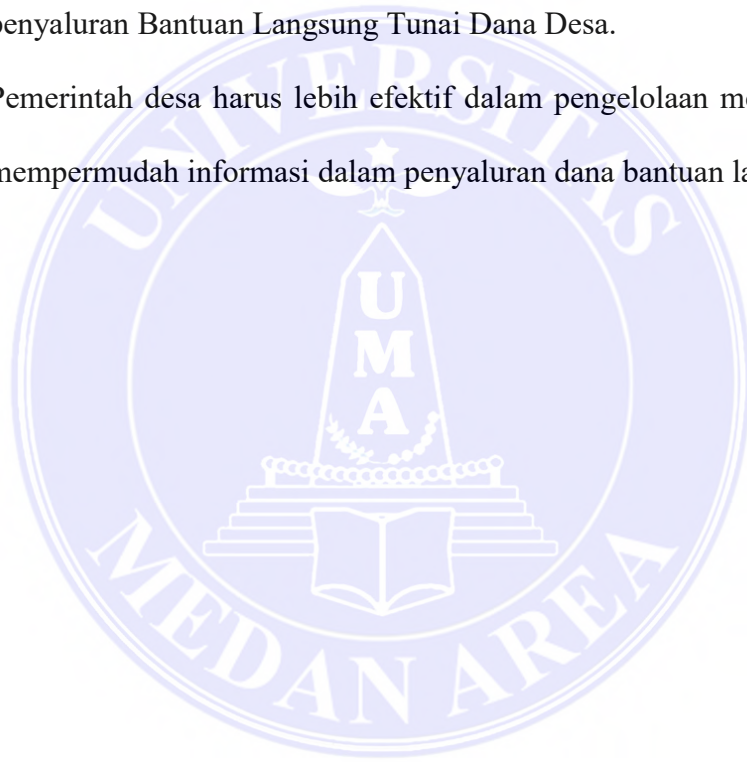 penyaluran Bantuan Langsung Tunai Dana Desa.
Pemerintah desa harus lebih efektif dalam pengelolaan
mempermudah informasi dalam penyaluran dana bantuan
UNIVERSITAS
UMA
MEDAN AREA